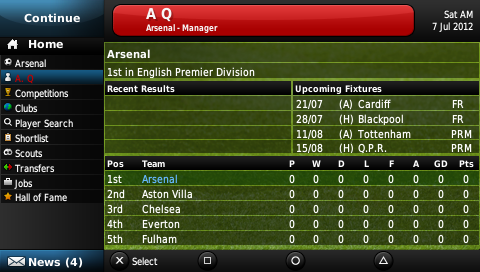 Continue
A Q
Arsenal - Manager
Sat AM
7 Jul 2012
Home
Arsenal
A. Q
Competitions
Clubs
Player Search
Shortlist
Scouts
Transfers
Jobs
Hall of Fame
News (4)
Arsenal
1st in English Premier Division
Recent Results
Upcoming Fixtures
21/07 (A) Cardiff FR
28/07 (H) Blackpool FR
11/08 (A) Tottenham PRM
15/08 (H) Q.P.R. PRM
Pos Team P W D L F A GD Pts
1st Arsenal 0 0 0 0 0 0 0 0
2nd Aston Villa 0 0 0 0 0 0 0 0
3rd Chelsea 0 0 0 0 0 0 0 0
4th Everton 0 0 0 0 0 0 0 0
5th Fulham 0 0 0 0 0 0 0 0
Select